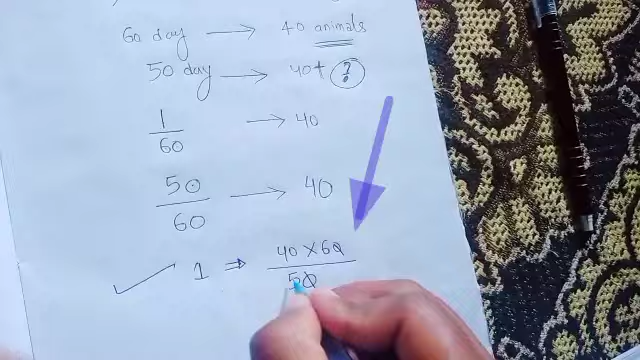 60 day → 40 animals
50 day → 40+ ?
1/60 → 40
50/60 → 40
✓ 1 ⇒ 40 × 60 / 50